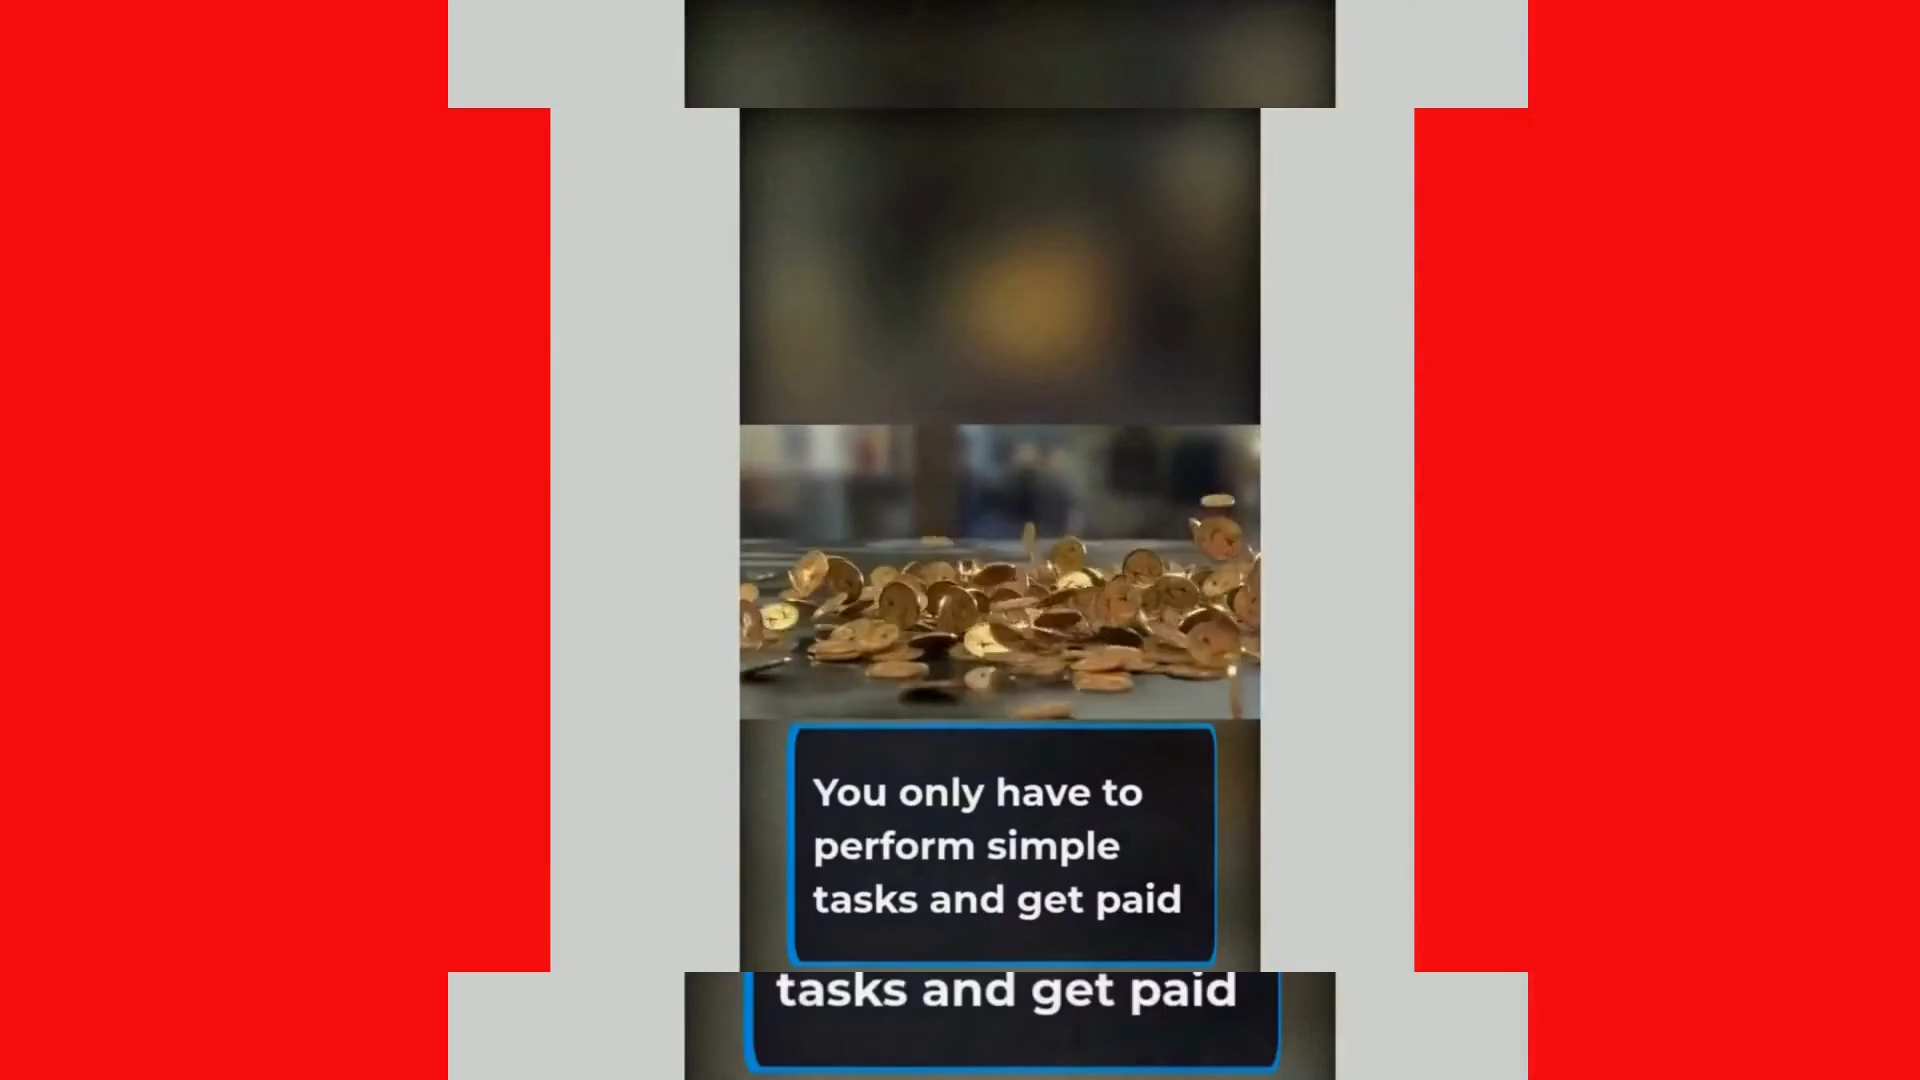 You only have to
perform simple
tasks and get paid
tasks and get paid